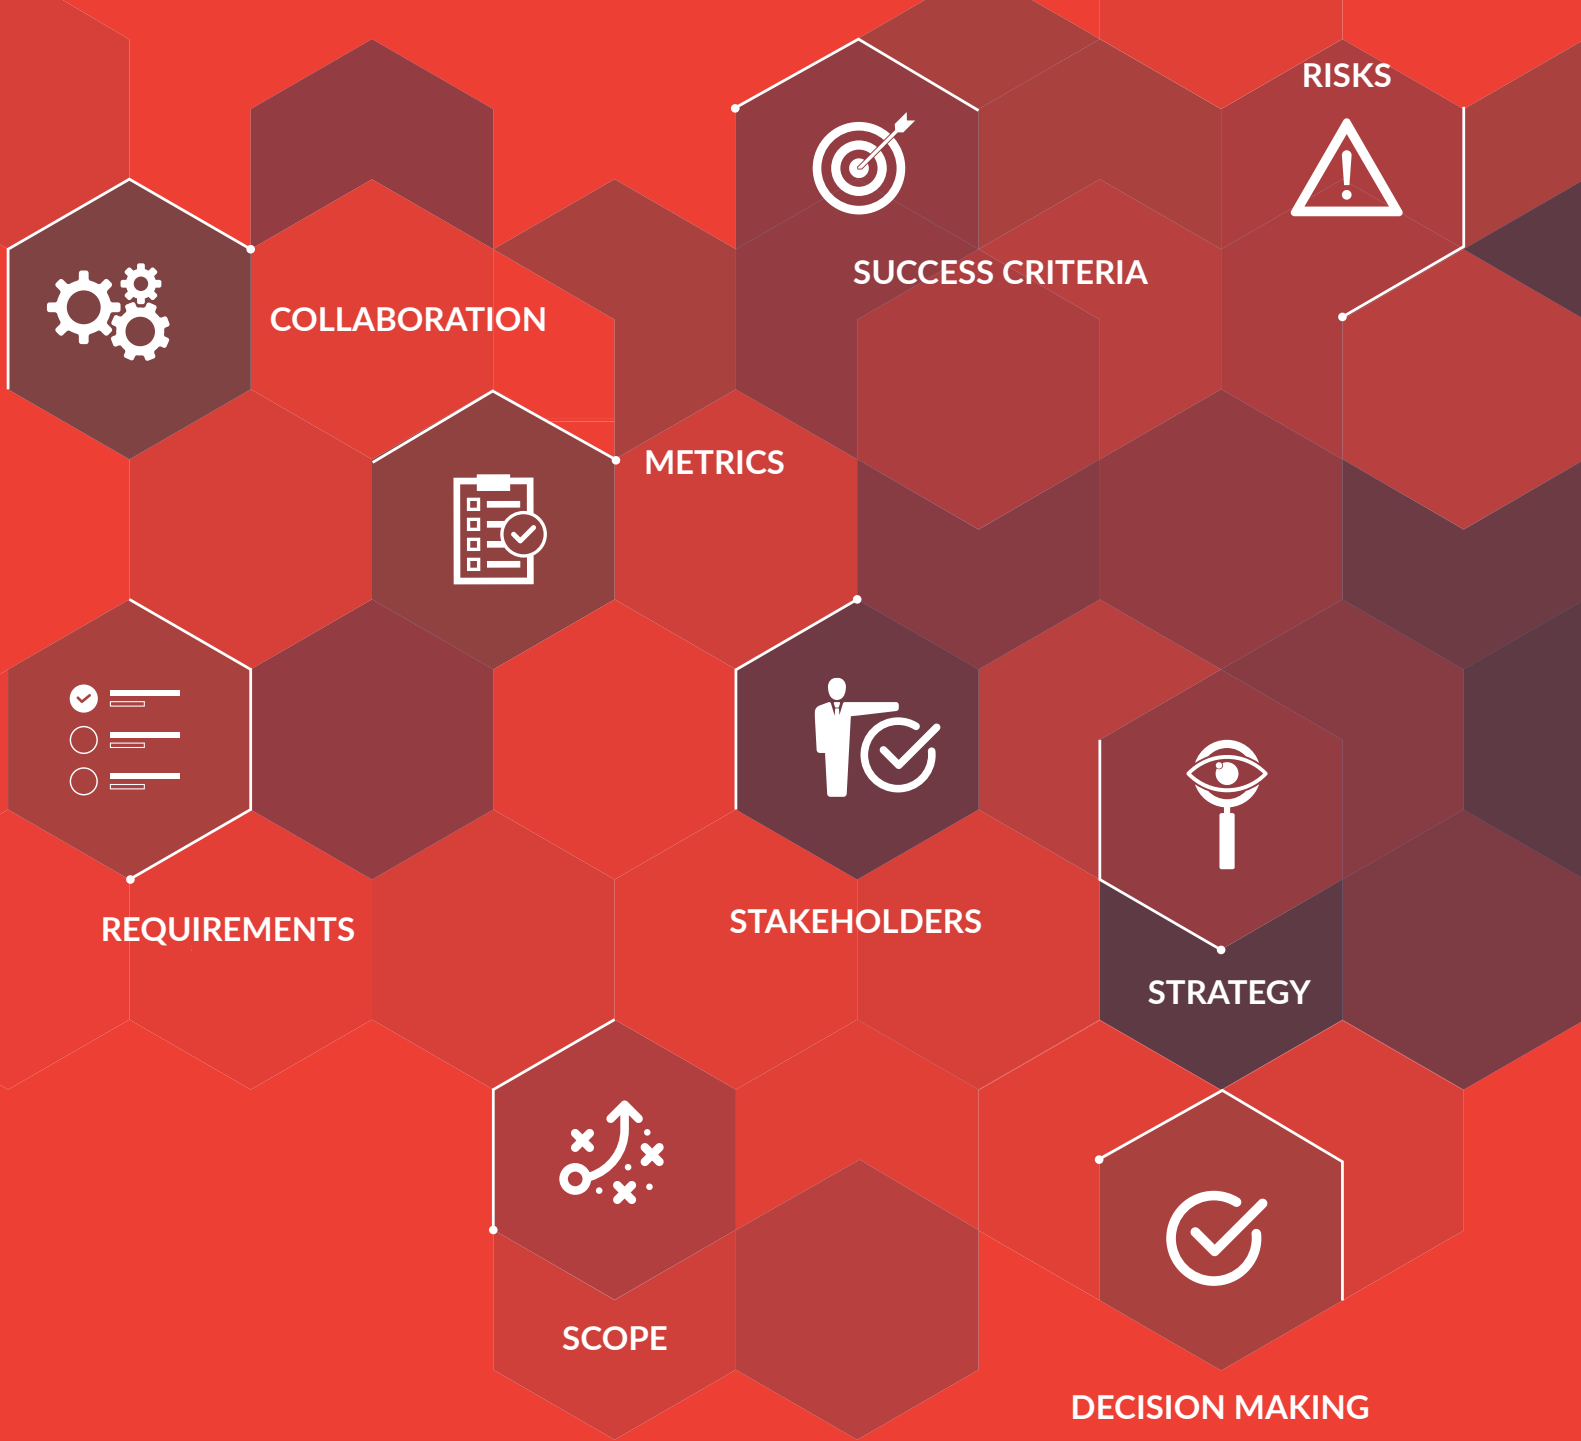 RISKS
SUCCESS CRITERIA
COLLABORATION
METRICS
REQUIREMENTS
STAKEHOLDERS
STRATEGY
SCOPE
DECISION MAKING